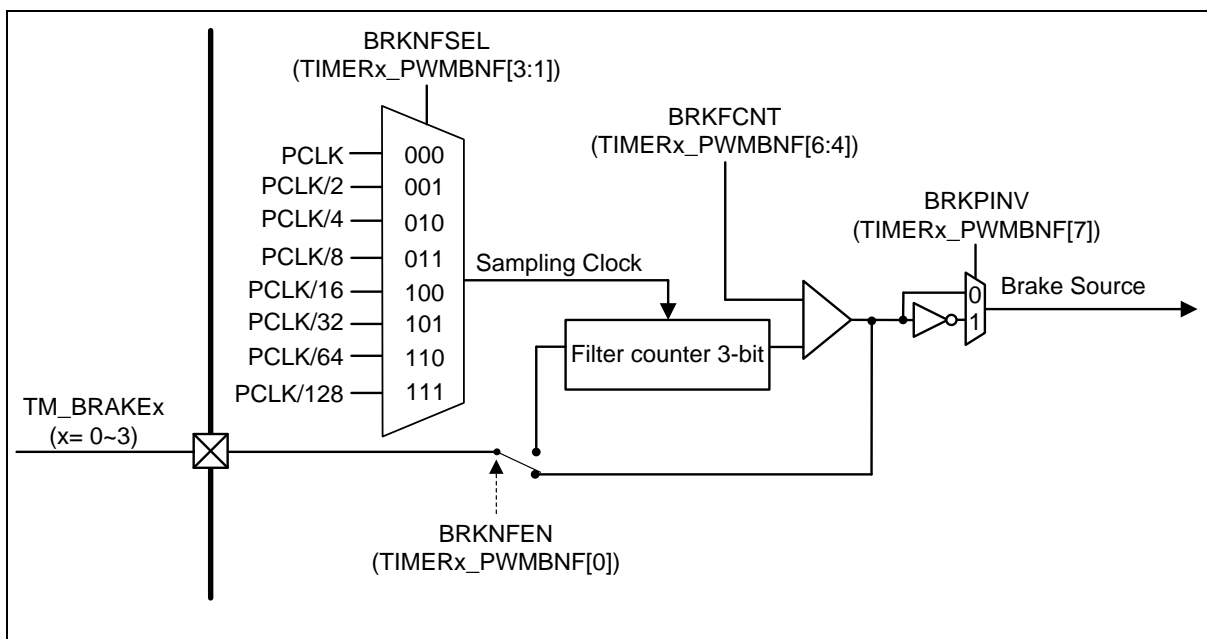 BRKNFSEL
(TIMERx_PWMBNF[3:1])
BRKFCNT
(TIMERx_PWMBNF[6:4])
PCLK
000
PCLK/2
001
PCLK/4
010
BRKPINV
(TIMERx_PWMBNF[7])
PCLK/8
011
Sampling Clock
PCLK/16
100
0
Brake Source
PCLK/32
101
1
PCLK/64
110
Filter counter 3-bit
PCLK/128
111
TM_BRAKEx
(x= 0~3)
BRKNFEN
(TIMERx_PWMBNF[0])